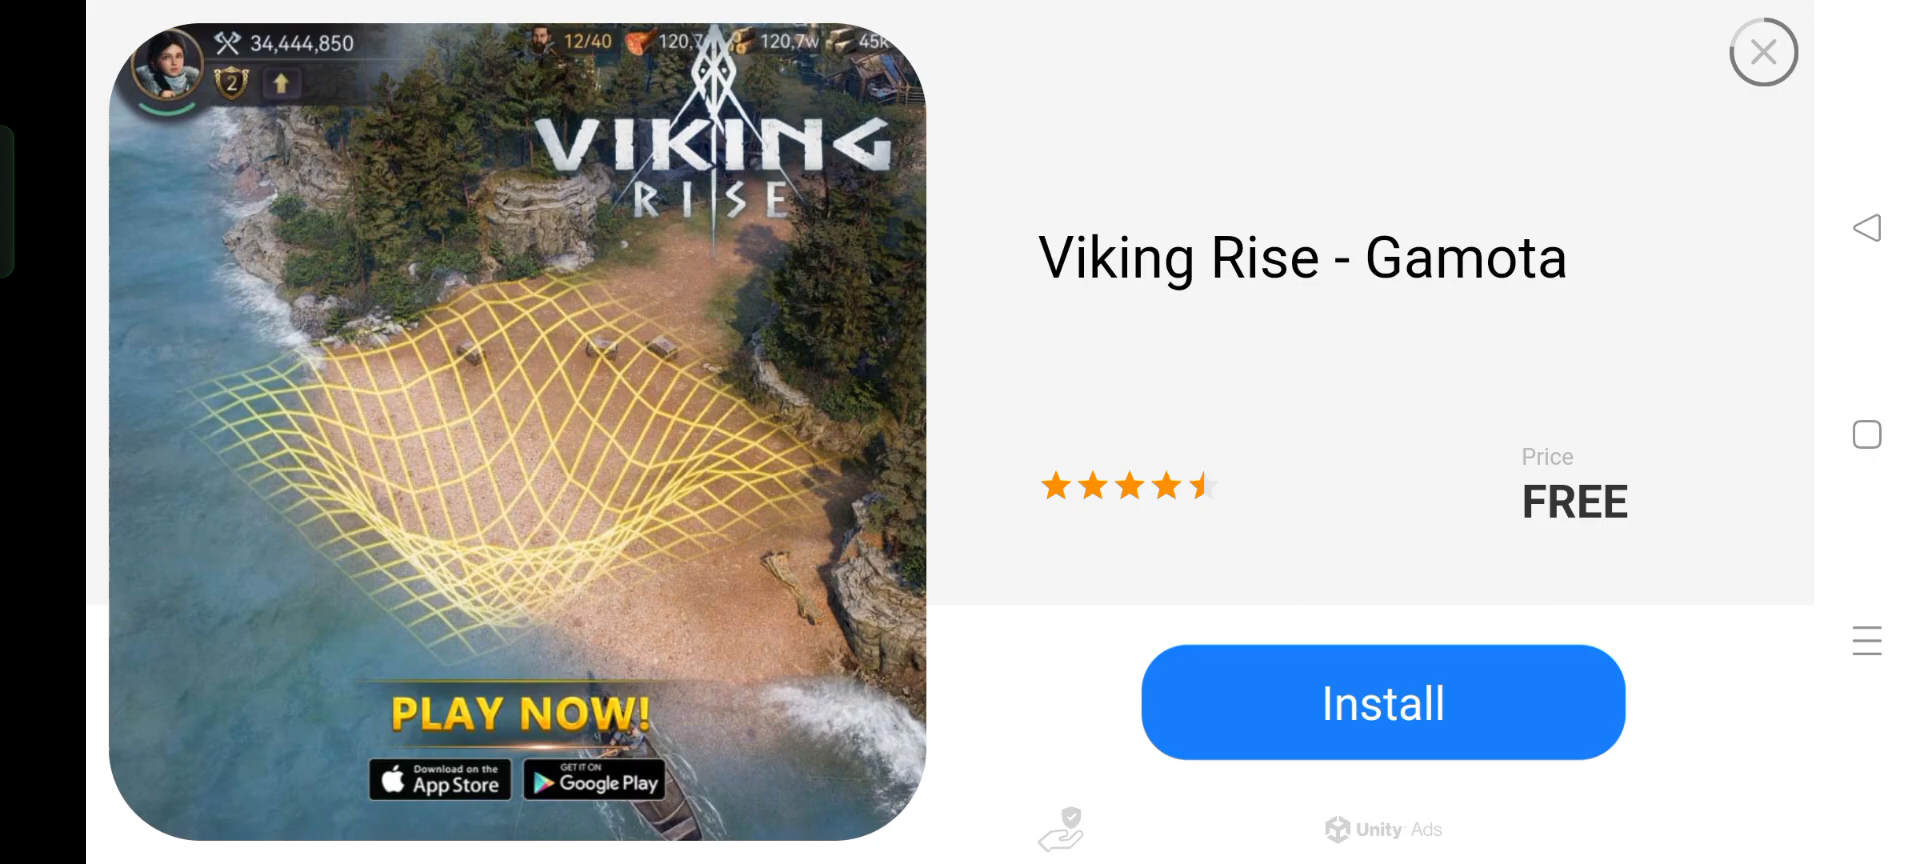 34,444,850
12/40
120,7w
45k
2
VIKING
RISE
Viking Rise - Gamota
Price
FREE
PLAY NOW!
Download on the
App Store
GET IT ON
Google Play
Install
Unity Ads